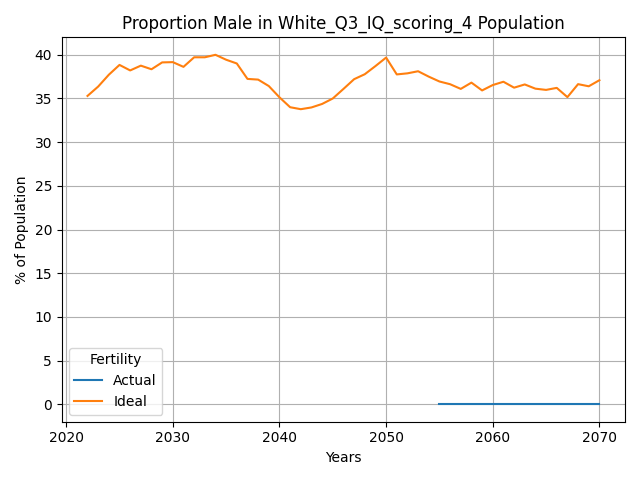 Proportion Male in White_Q3_IQ_scoring_4 Population
% of Population
40
35
30
25
20
15
10
5
0
Fertility
Actual
Ideal
2020 2030 2040 2050 2060 2070
Years